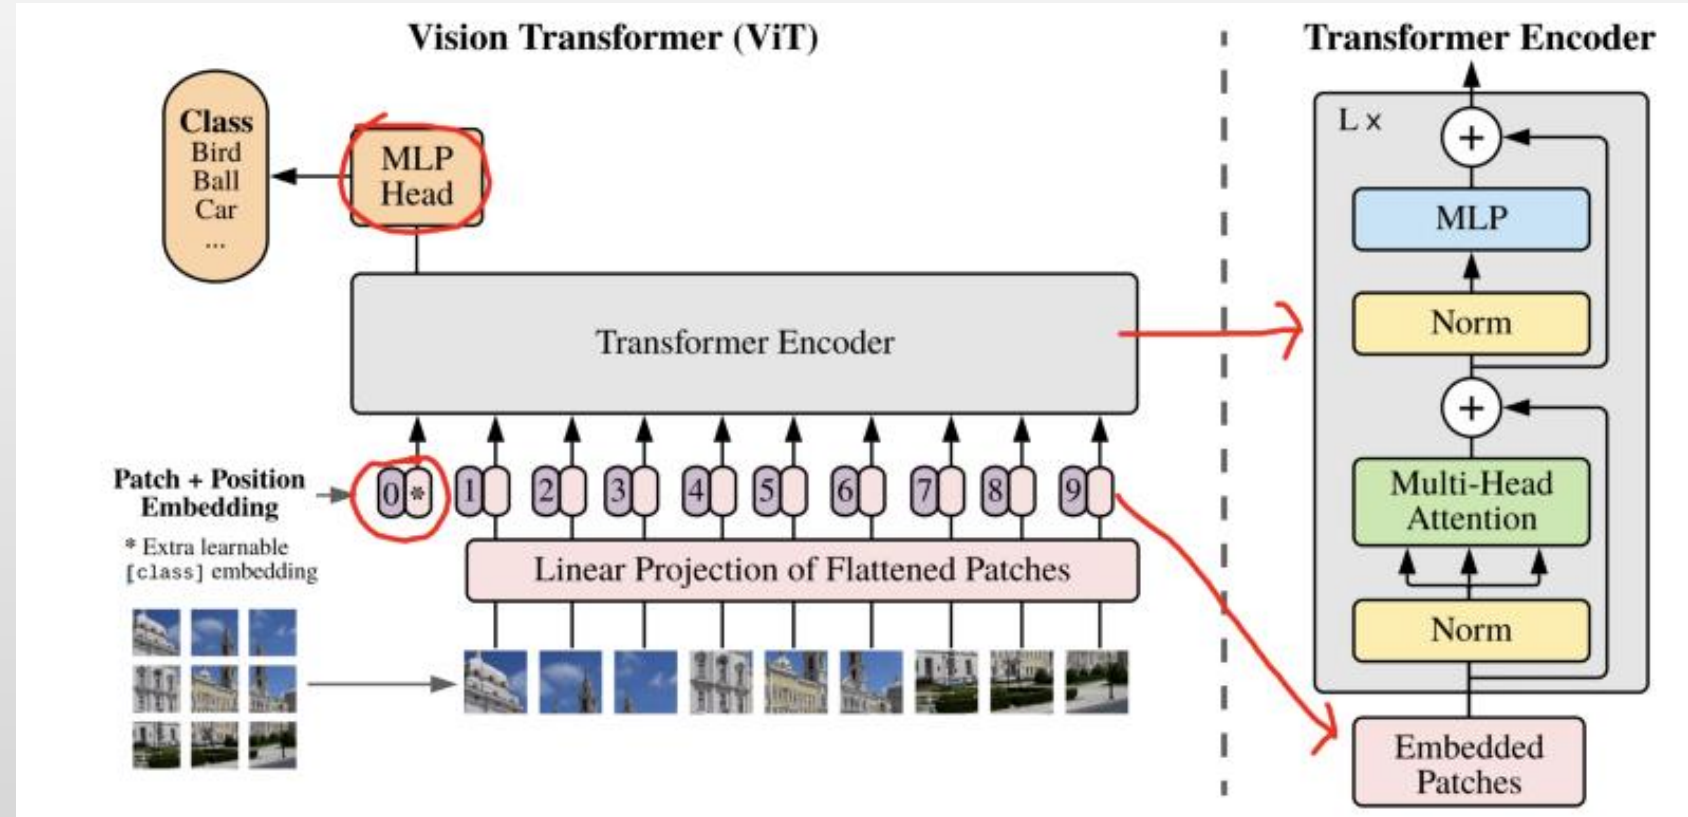 Vision Transformer (ViT)
Class
Bird
Ball
Car
...
MLP
Head
Transformer Encoder
Patch + Position
Embedding
0 *
1
2
3
4
5
6
7
8
9
* Extra learnable
[class] embedding
Linear Projection of Flattened Patches
Transformer Encoder
L x
+
MLP
Norm
+
Multi-Head
Attention
Norm
Embedded
Patches